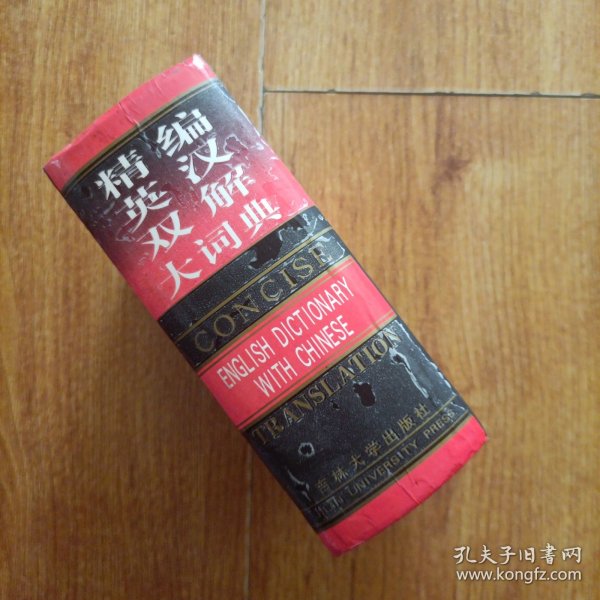 精编
英汉
双解
大词典
CONCISE
ENGLISH DICTIONARY
WITH CHINESE
TRANSLATION
吉林大学出版社
UNIVERSITY PRESS
孔夫子旧书网
www.kongfz.com